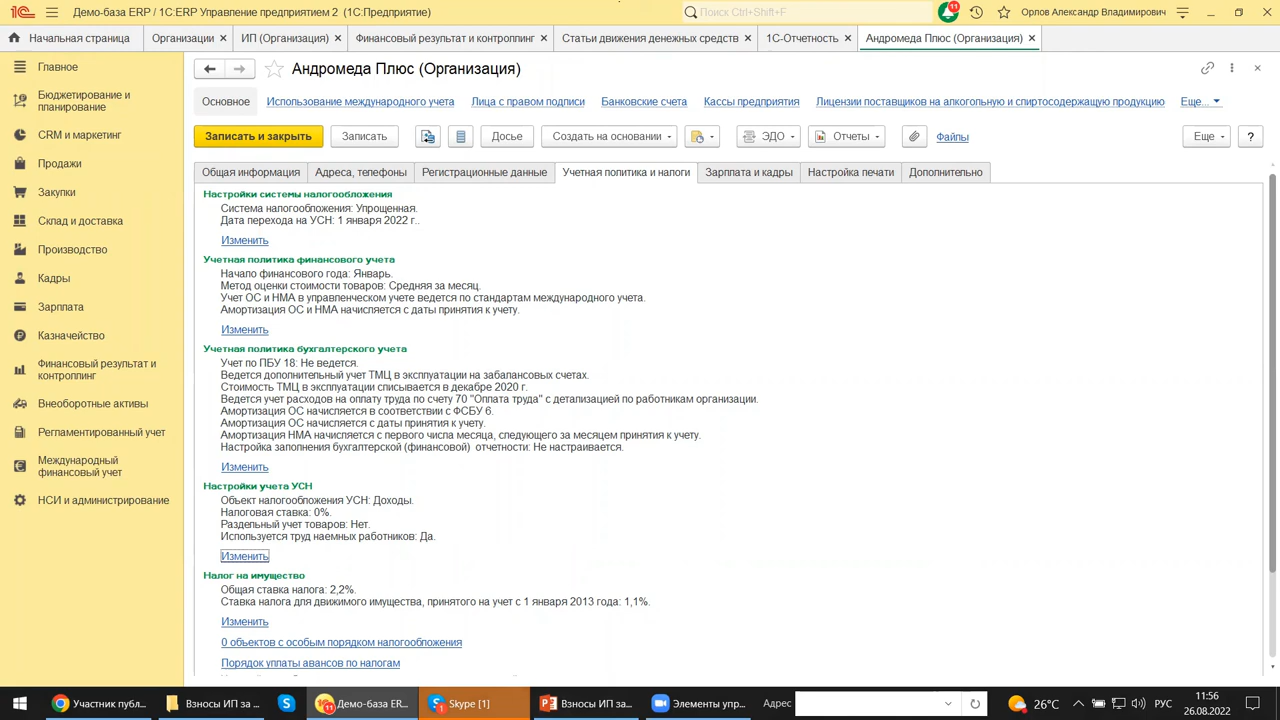 Демо-база ERP / 1С:ERP Управление предприятием 2 (1С:Предприятие)
Поиск Ctrl+Shift+F
11
Орлов Александр Владимирович
Начальная страница
Организации
ИП (Организация)
Финансовый результат и контроллинг
Статьи движения денежных средств
1С-Отчетность
Андромеда Плюс (Организация)
Главное
Бюджетирование и
планирование
CRM и маркетинг
Продажи
Закупки
Склад и доставка
Производство
Кадры
Зарплата
Казначейство
Финансовый результат и
контроллинг
Внеоборотные активы
Регламентированный учет
Международный
финансовый учет
НСИ и администрирование
Андромеда Плюс (Организация)
Основное
Использование международного учета
Лица с правом подписи
Банковские счета
Кассы предприятия
Лицензии поставщиков на алкогольную и спиртосодержащую продукцию
Еще...
Записать и закрыть
Записать
Досье
Создать на основании
ЭДО
Отчеты
Файлы
Еще
?
Общая информация
Адреса, телефоны
Регистрационные данные
Учетная политика и налоги
Зарплата и кадры
Настройка печати
Дополнительно
Настройки системы налогообложения
Система налогообложения: Упрощенная.
Дата перехода на УСН: 1 января 2022 г..
Изменить
Учетная политика финансового учета
Начало финансового года: Январь.
Метод оценки стоимости товаров: Средняя за месяц.
Учет ОС и НМА в управленческом учете ведется по стандартам международного учета.
Амортизация ОС и НМА начисляется с даты принятия к учету.
Изменить
Учетная политика бухгалтерского учета
Учет по ПБУ 18: Не ведется.
Ведется дополнительный учет ТМЦ в эксплуатации на забалансовых счетах.
Стоимость ТМЦ в эксплуатации списывается в декабре 2020 г.
Ведется учет расходов на оплату труда по счету 70 "Оплата труда" с детализацией по работникам организации.
Амортизация ОС начисляется в соответствии с ФСБУ 6.
Амортизация ОС начисляется с даты принятия к учету.
Амортизация НМА начисляется с первого числа месяца, следующего за месяцем принятия к учету.
Настройка заполнения бухгалтерской (финансовой) отчетности: Не настраивается.
Изменить
Настройки учета УСН
Объект налогообложения УСН: Доходы.
Налоговая ставка: 0%.
Раздельный учет товаров: Нет.
Используется труд наемных работников: Да.
Изменить
Налог на имущество
Общая ставка налога: 2,2%.
Ставка налога для движимого имущества, принятого на учет с 1 января 2013 года: 1,1%.
Изменить
0 объектов с особым порядком налогообложения
Порядок уплаты авансов по налогам
Участник публ...
Взносы ИП за ...
11
Демо-база ER...
Skype [1]
Взносы ИП за...
Элементы упр...
Адрес
26°C
РУС
11:56
26.08.2022